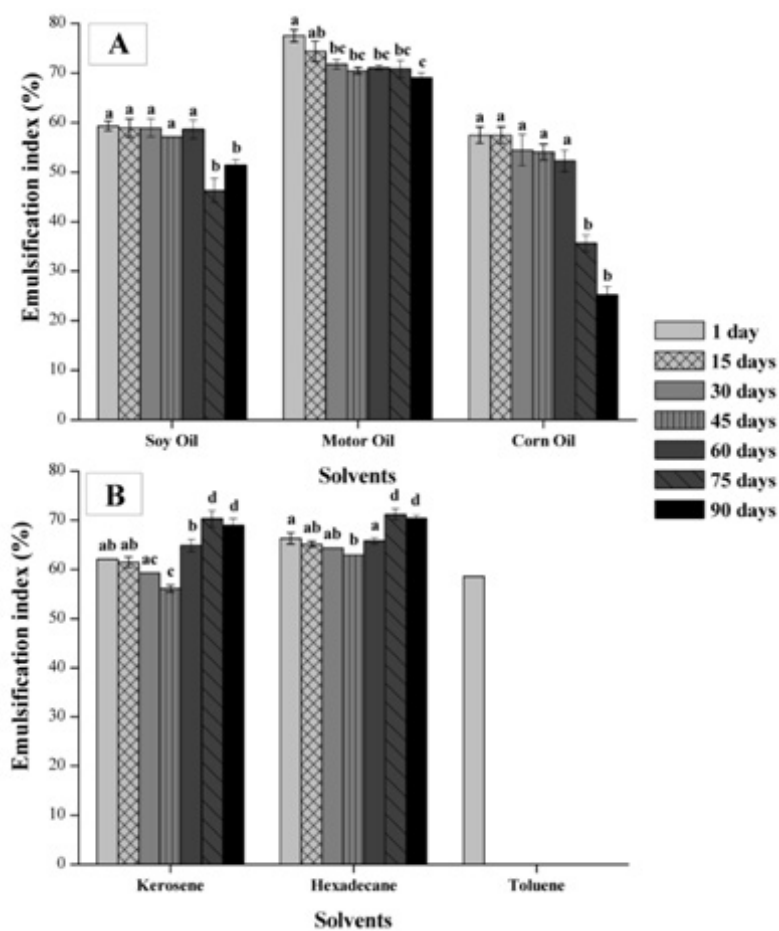 A
Emulsification index (%)
80
70
60
50
40
30
20
10
0
a a a a a b b
a ab bc bc bc bc c
a a a a a b b
Soy Oil Motor Oil Corn Oil
Solvents
1 day
15 days
30 days
45 days
60 days
75 days
90 days
B
Emulsification index (%)
80
70
60
50
40
30
20
10
0
ab ab ac c b d d
a ab ab b a d d
Kerosene Hexadecane Toluene
Solvents